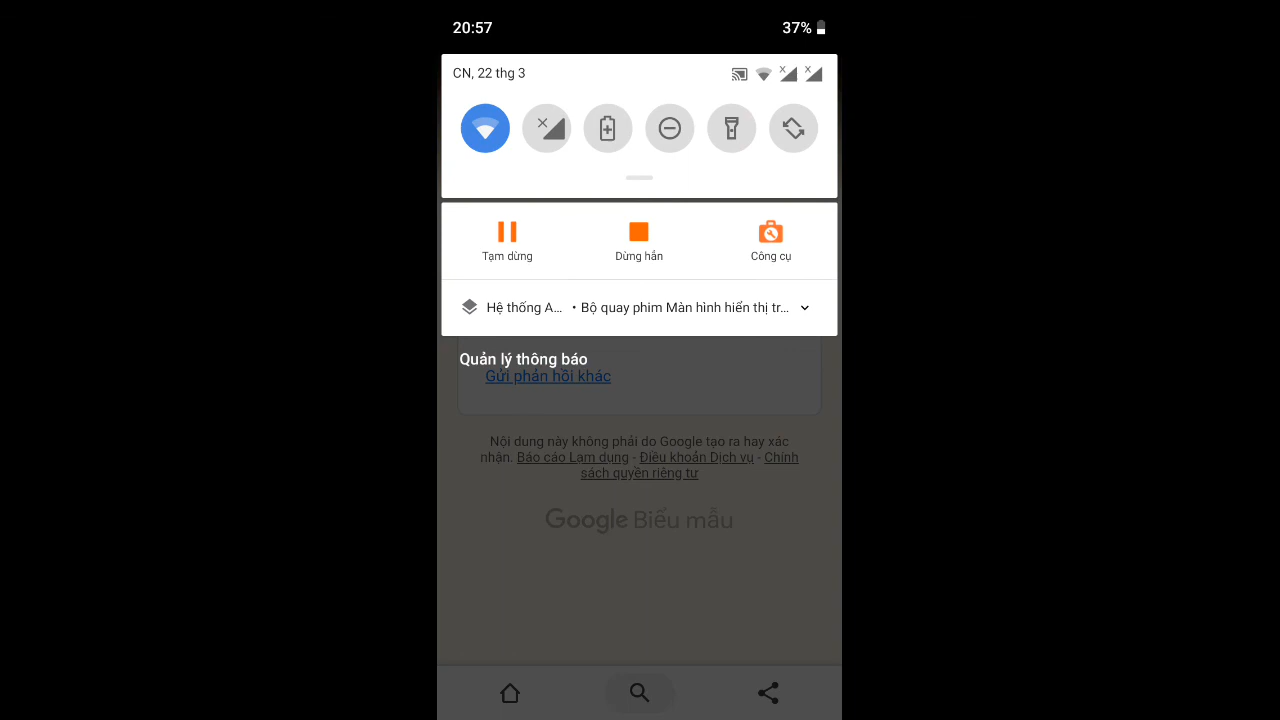 20:57 37%
CN, 22 thg 3
Tạm dừng Dừng hẳn Công cụ
Hệ thống A... • Bộ quay phim Màn hình hiển thị tr...
Quản lý thông báo
Gửi phản hồi khác
Nội dung này không phải do Google tạo ra hay xác
nhận. Báo cáo Lạm dụng - Điều khoản Dịch vụ - Chính
sách quyền riêng tư
Google Biểu mẫu